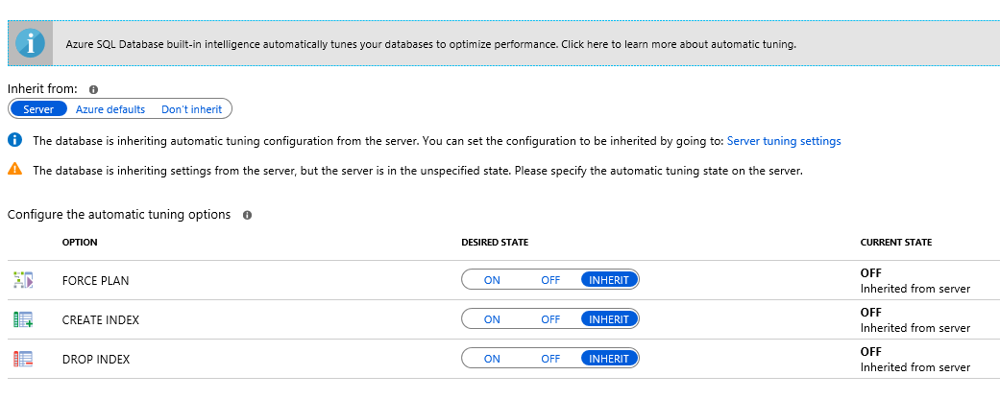 Azure SQL Database built-in intelligence automatically tunes your databases to optimize performance. Click here to learn more about automatic tuning.
Inherit from:
Server Azure defaults Don't inherit
The database is inheriting automatic tuning configuration from the server. You can set the configuration to be inherited by going to: Server tuning settings
The database is inheriting settings from the server, but the server is in the unspecified state. Please specify the automatic tuning state on the server.
Configure the automatic tuning options
OPTION DESIRED STATE CURRENT STATE
FORCE PLAN ON OFF INHERIT OFF
Inherited from server
CREATE INDEX ON OFF INHERIT OFF
Inherited from server
DROP INDEX ON OFF INHERIT OFF
Inherited from server